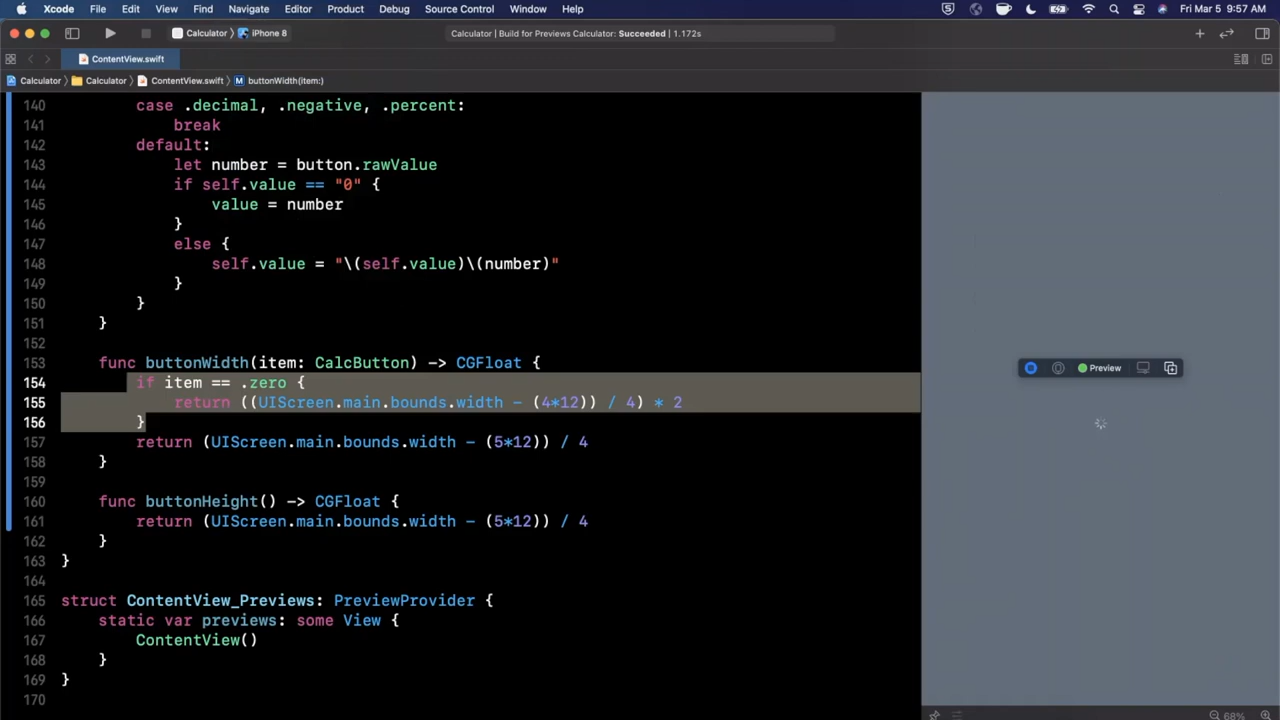 Xcode File Edit View Find Navigate Editor Product Debug Source Control Window Help Fri Mar 5 9:57 AM
Calculator 〉 iPhone 8 Calculator | Build for Previews Calculator: Succeeded | 1.172s
ContentView.swift
Calculator 〉 Calculator 〉 ContentView.swift 〉 M buttonWidth(item:)
140 case .decimal, .negative, .percent:
141 break
142 default:
143 let number = button.rawValue
144 if self.value == "0" {
145 value = number
146 }
147 else {
148 self.value = "\(self.value)\(number)"
149 }
150 }
151 }
152
153 func buttonWidth(item: CalcButton) -> CGFloat {
154 if item == .zero {
155 return ((UIScreen.main.bounds.width - (4*12)) / 4) * 2
156 }
157 return (UIScreen.main.bounds.width - (5*12)) / 4
158 }
159
160 func buttonHeight() -> CGFloat {
161 return (UIScreen.main.bounds.width - (5*12)) / 4
162 }
163 }
164
165 struct ContentView_Previews: PreviewProvider {
166 static var previews: some View {
167 ContentView()
168 }
169 }
170
Preview
68%